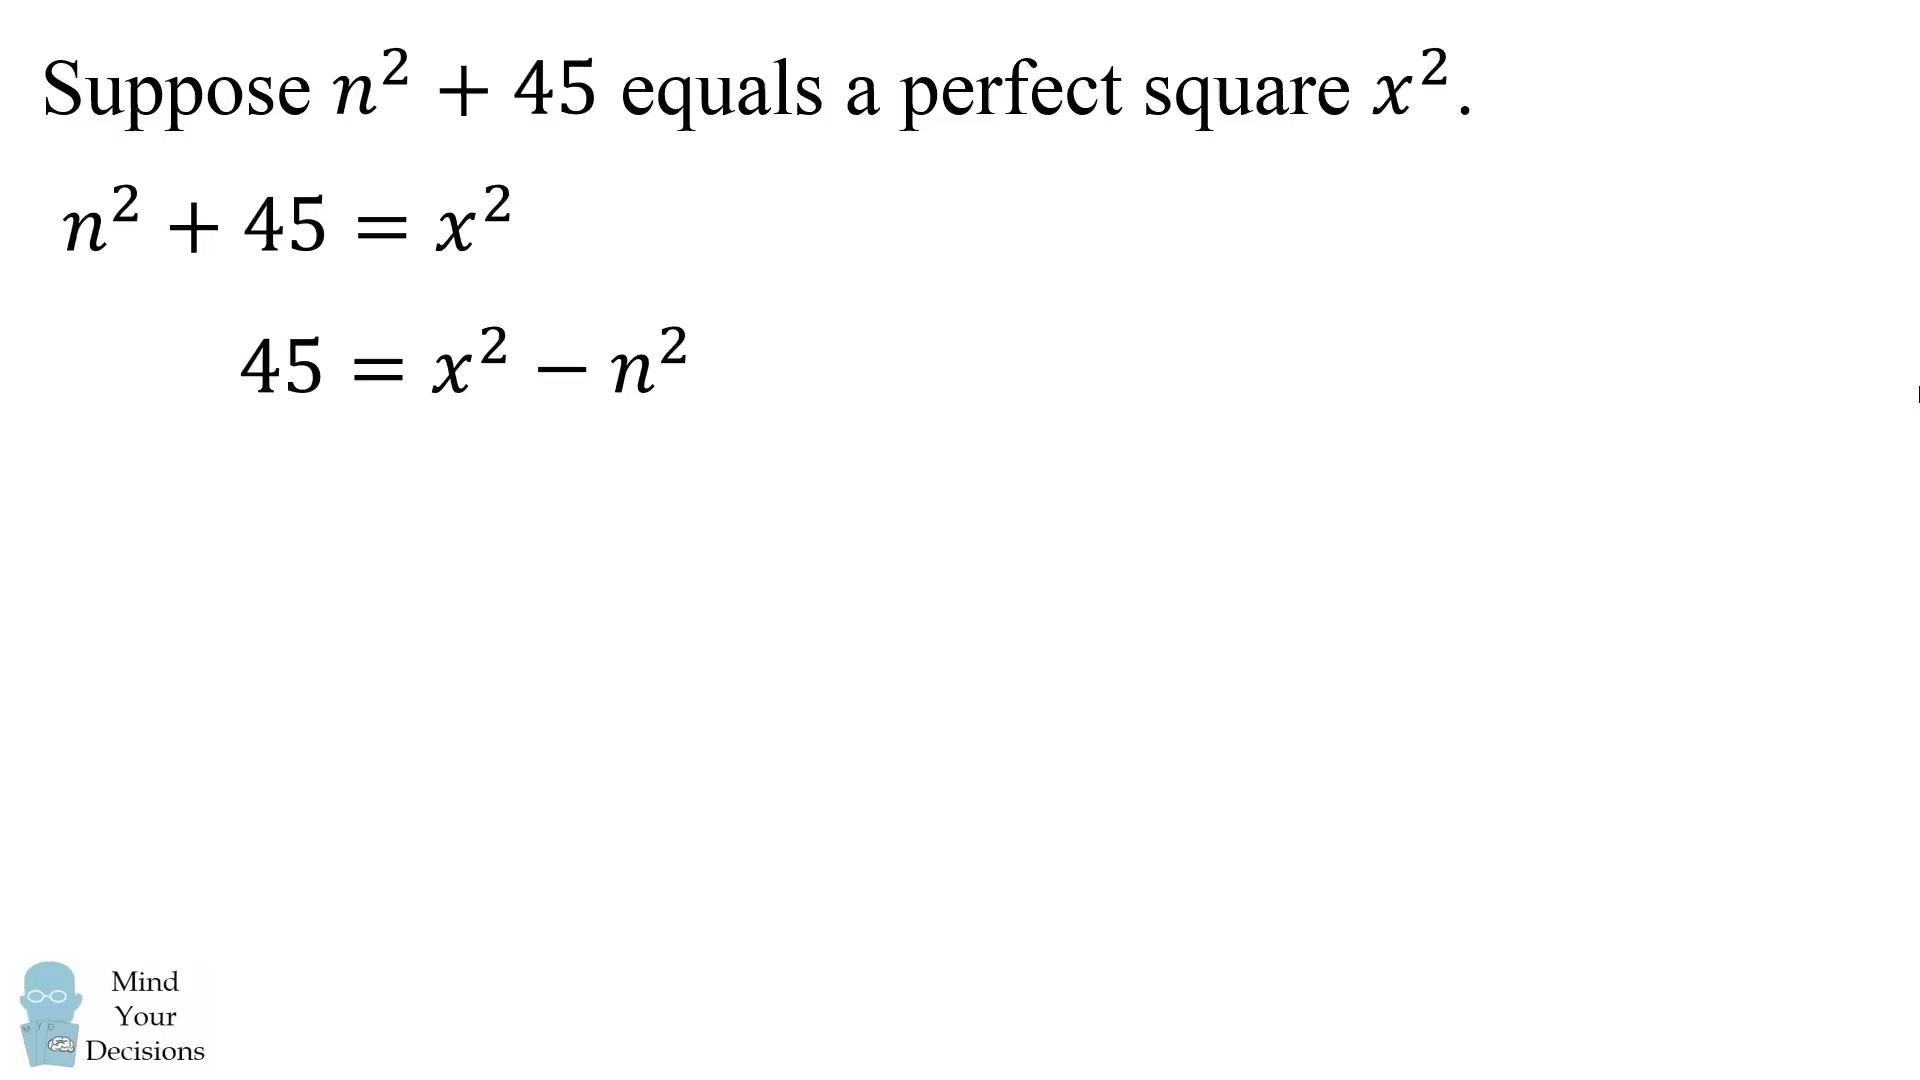 Suppose n² + 45 equals a perfect square x².
n² + 45 = x²
45 = x² − n²
Mind
Your
Decisions